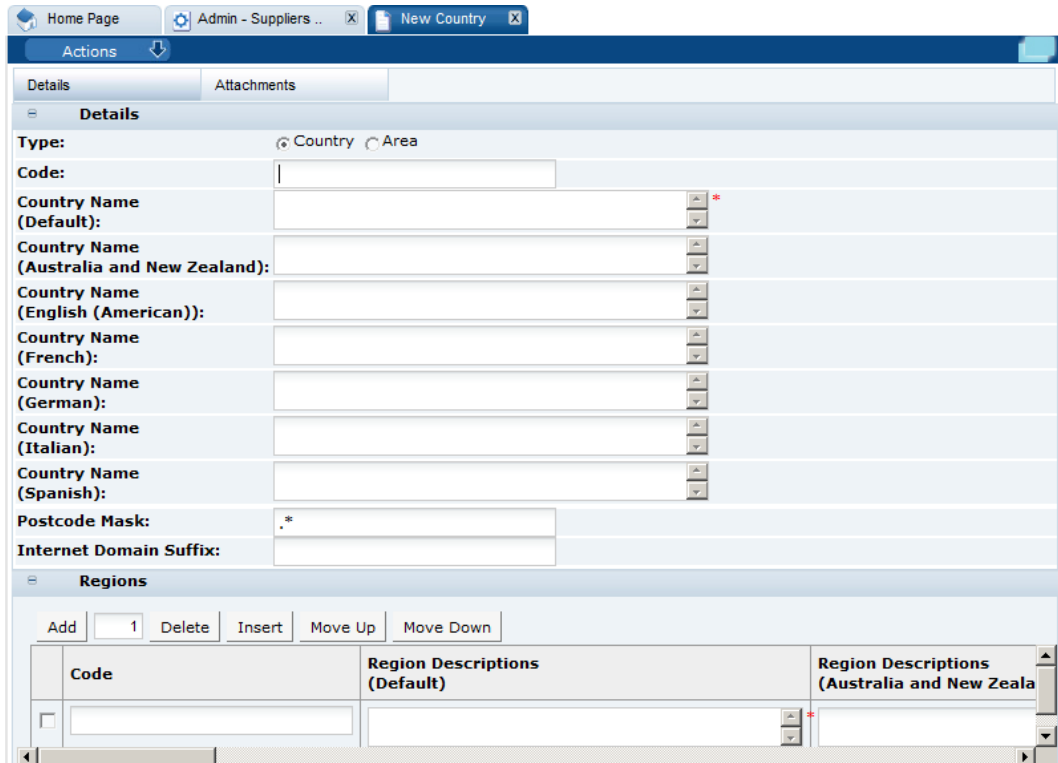 Home Page
Admin - Suppliers ..
X
New Country
X
Actions
Details
Attachments
Details
Type:
Country
Area
Code:
Country Name
(Default):
*
Country Name
(Australia and New Zealand):
Country Name
(English (American)):
Country Name
(French):
Country Name
(German):
Country Name
(Italian):
Country Name
(Spanish):
Postcode Mask:
.*
Internet Domain Suffix:
Regions
Add
1
Delete
Insert
Move Up
Move Down
Code
Region Descriptions
(Default)
Region Descriptions
(Australia and New Zeala
*